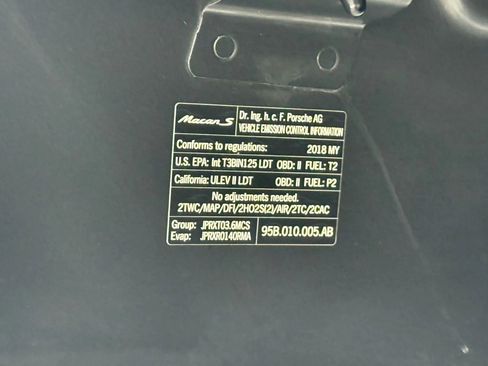 Macan S
Dr. Ing. h. c. F. Porsche AG
VEHICLE EMISSION CONTROL INFORMATION
Conforms to regulations: 2018 MY
U.S. EPA: Int T3BIN125 LDT OBD: II FUEL: T2
California: ULEV II LDT OBD: II FUEL: P2
No adjustments needed.
2TWC/MAP/DFI/2HO2S(2)/AIR/2TC/2CAC
Group: JPRXT03.6MCS
Evap: JPRXR0140RMA
95B.010.005.AB